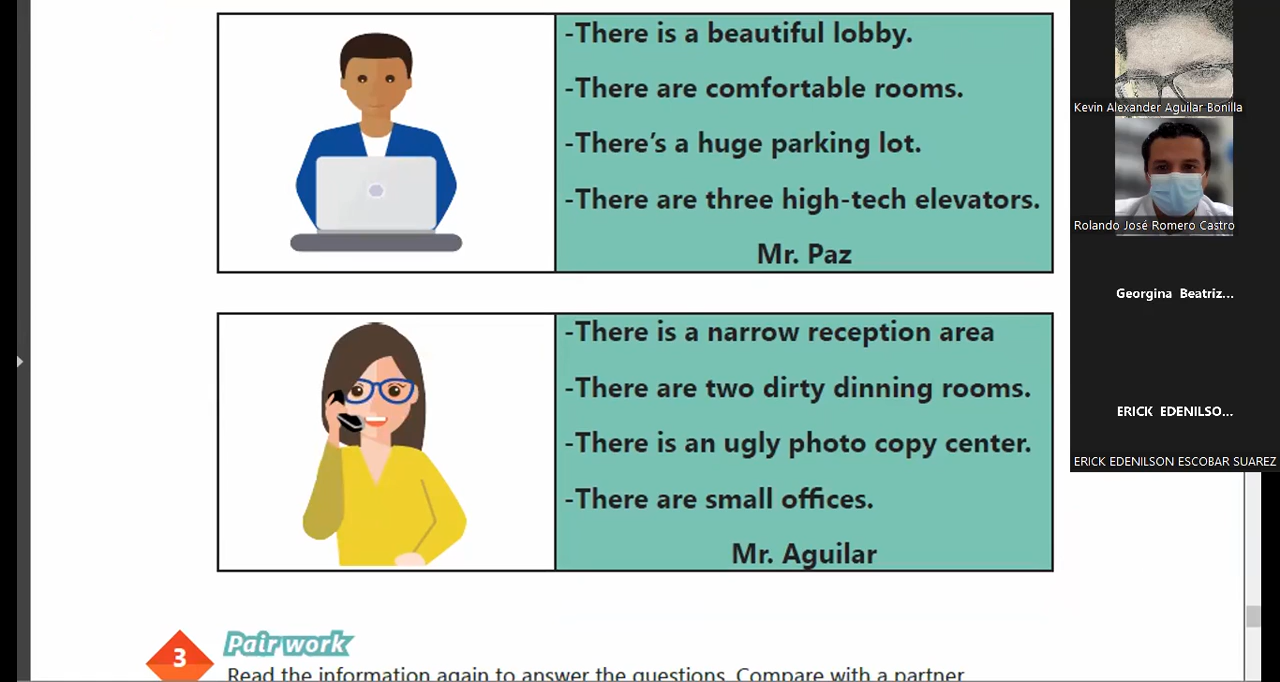 -There is a beautiful lobby.
-There are comfortable rooms.
-There's a huge parking lot.
-There are three high-tech elevators.
Mr. Paz
-There is a narrow reception area
-There are two dirty dinning rooms.
-There is an ugly photo copy center.
-There are small offices.
Mr. Aguilar
3
Pair work
Read the information again to answer the questions. Compare with a partner
Kevin Alexander Aguilar Bonilla
Rolando José Romero Castro
Georgina Beatriz...
ERICK EDENILSO...
ERICK EDENILSON ESCOBAR SUAREZ